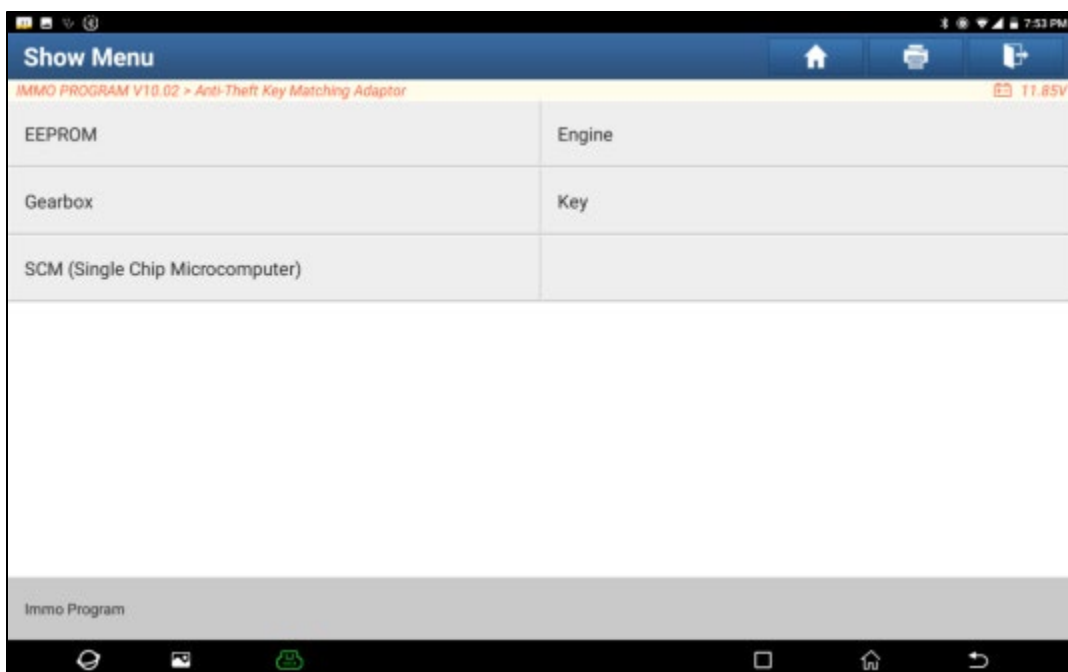 7:53 PM
Show Menu
IMMO PROGRAM V10.02 > Anti-Theft Key Matching Adaptor 11.85V
EEPROM Engine
Gearbox Key
SCM (Single Chip Microcomputer)
Immo Program